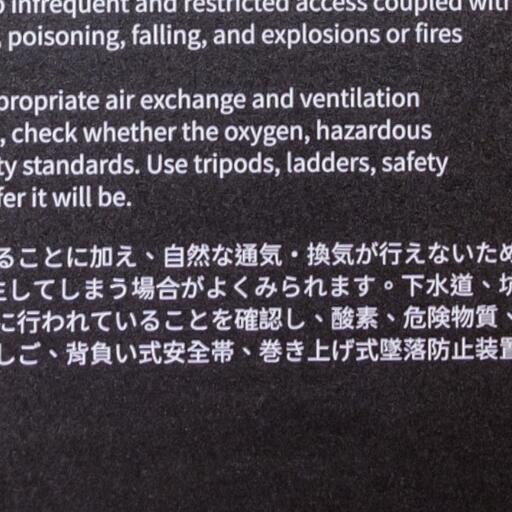 infrequent and restricted access coupled with
, poisoning, falling, and explosions or fires
propriate air exchange and ventilation
, check whether the oxygen, hazardous
ty standards. Use tripods, ladders, safety
fer it will be.
ることに加え、自然な通気・換気が行えないため
生してしまう場合がよくみられます。下水道、坑
に行われていることを確認し、酸素、危険物質、
しご、背負い式安全帯、巻き上げ式墜落防止装置